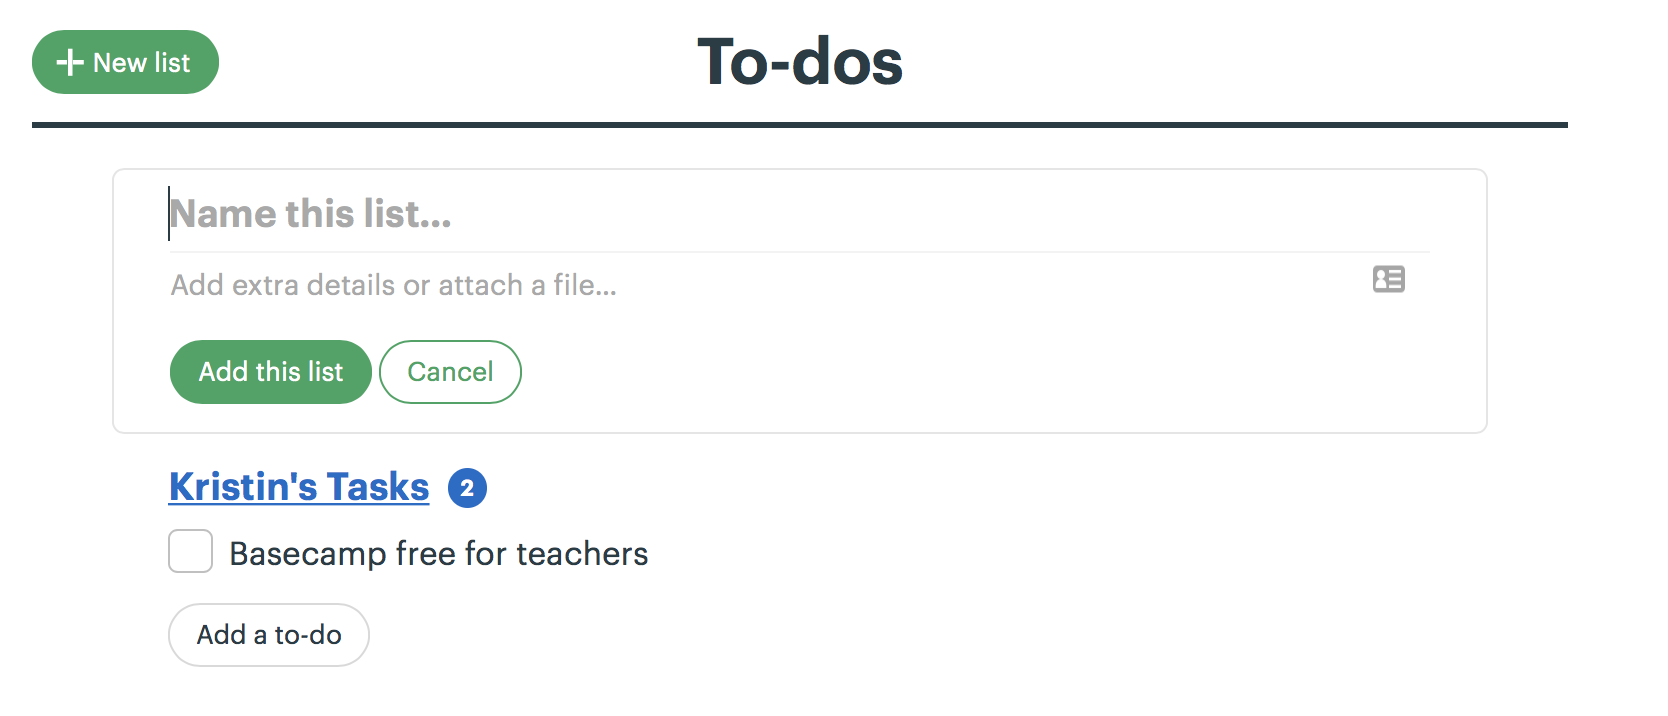 New list
To-dos
Name this list...
Add extra details or attach a file...
Add this list
Cancel
Kristin's Tasks 2
Basecamp free for teachers
Add a to-do